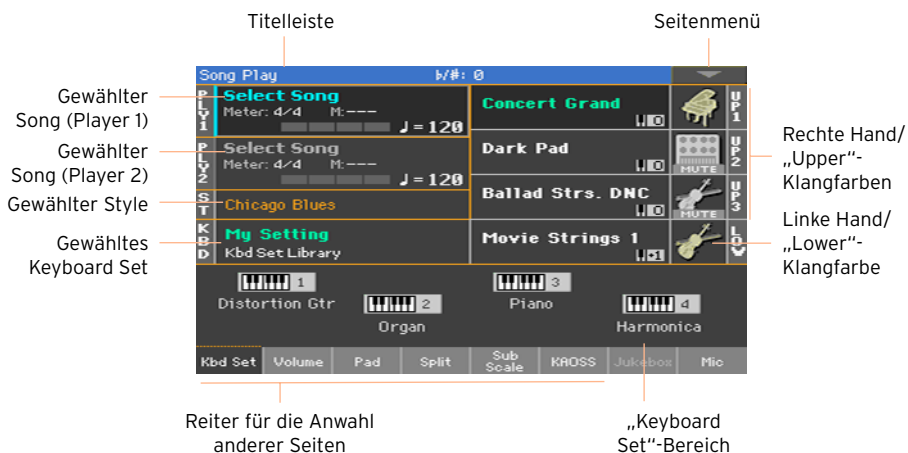 Titelleiste
Seitenmenü
Song Play ♭/#: 0
Gewählter
Song (Player 1)
PLY1
Select Song
Meter: 4/4 M:---
♩=120
Concert Grand
0
UP1
Gewählter
Song (Player 2)
PLY2
Select Song
Meter: 4/4 M:---
♩=120
Dark Pad
0
MUTE
UP2
Rechte Hand/
„Upper“-
Klangfarben
Gewählter Style
ST
Chicago Blues
Ballad Strs. DNC
0
MUTE
UP3
Gewähltes
Keyboard Set
KBD
My Setting
Kbd Set Library
Movie Strings 1
+1
LOW
Linke Hand/
„Lower“-
Klangfarbe
1
Distortion Gtr
2
Organ
3
Piano
4
Harmonica
Kbd Set Volume Pad Split Sub Scale KAOSS Jukebox Mic
Reiter für die Anwahl
anderer Seiten
„Keyboard
Set“-Bereich